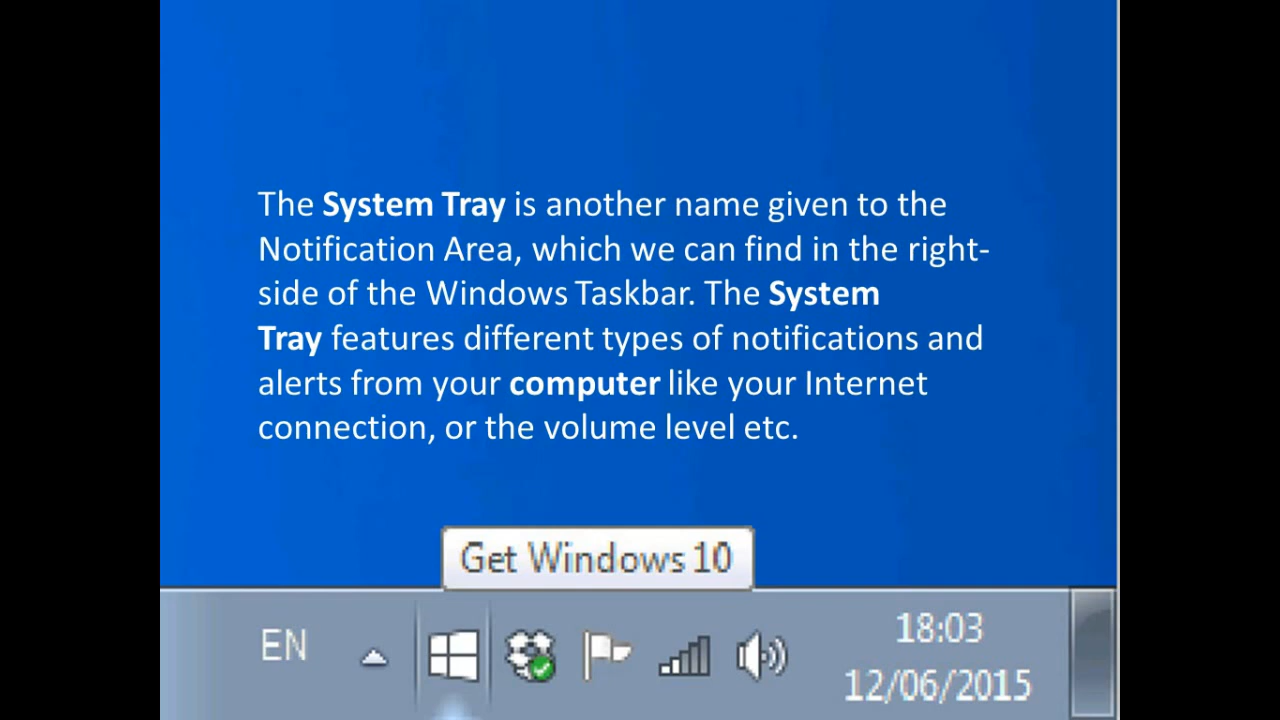 The System Tray is another name given to the
Notification Area, which we can find in the right-
side of the Windows Taskbar. The System
Tray features different types of notifications and
alerts from your computer like your Internet
connection, or the volume level etc.
Get Windows 10
EN
18:03
12/06/2015